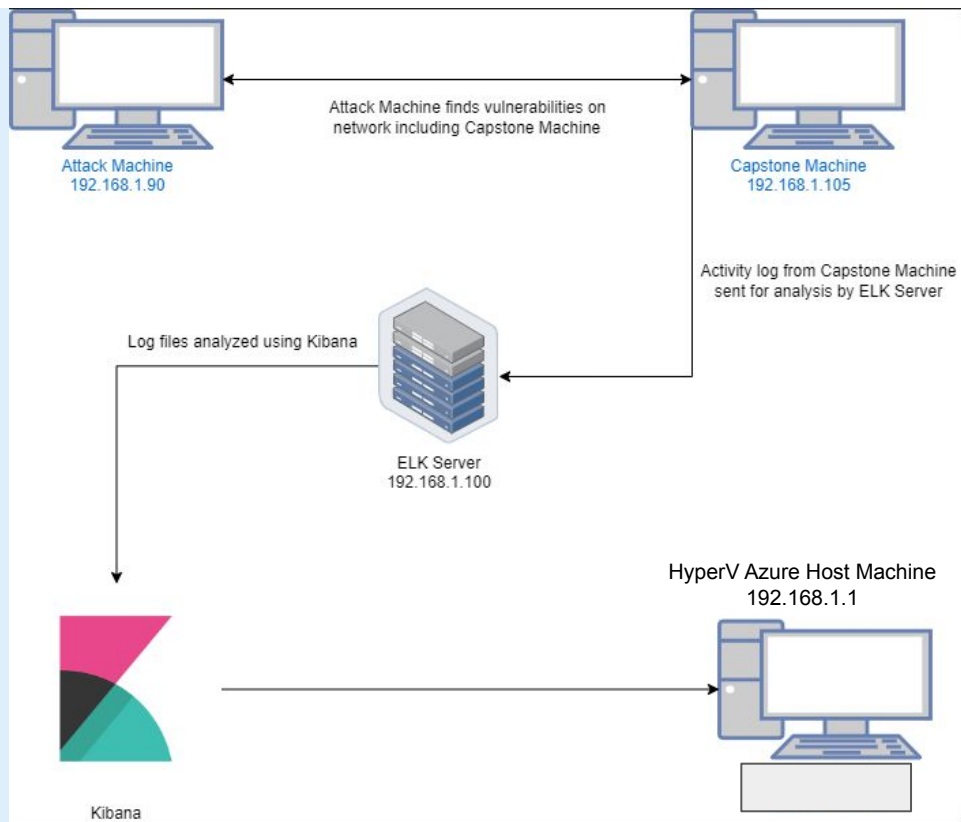 Attack Machine finds vulnerabilities on
network including Capstone Machine
Attack Machine
192.168.1.90
Capstone Machine
192.168.1.105
Activity log from Capstone Machine
sent for analysis by ELK Server
Log files analyzed using Kibana
ELK Server
192.168.1.100
HyperV Azure Host Machine
192.168.1.1
Kibana